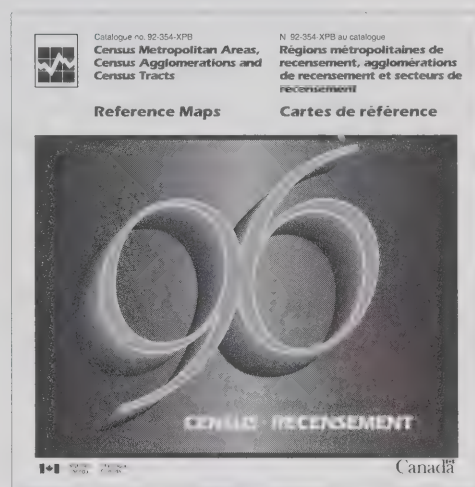 Catalogue no. 92-354-XPB
Census Metropolitan Areas,
Census Agglomerations and
Census Tracts
Reference Maps
N 92-354-XPB au catalogue
Régions métropolitaines de
recensement, agglomérations
de recensement et secteurs de
recensement
Cartes de référence
96
CENSUS · RECENSEMENT
Canada